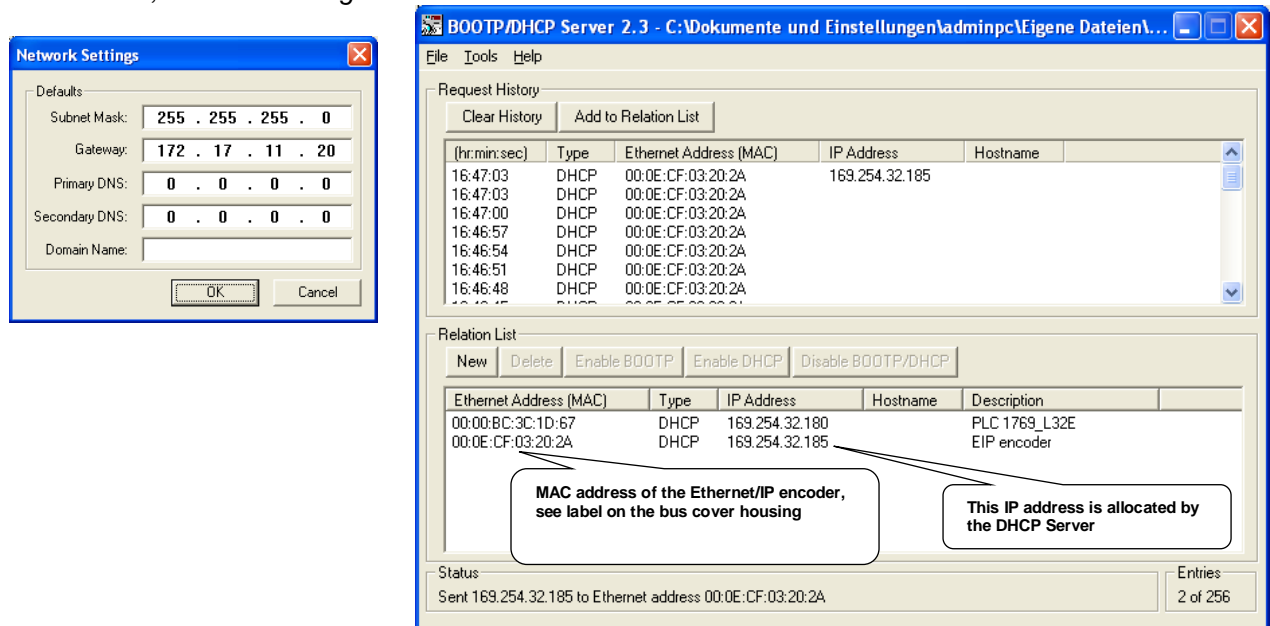 Network Settings
Defaults
Subnet Mask: 255 . 255 . 255 . 0
Gateway: 172 . 17 . 11 . 20
Primary DNS: 0 . 0 . 0 . 0
Secondary DNS: 0 . 0 . 0 . 0
Domain Name:
OK Cancel
BOOTP/DHCP Server 2.3 - C:\Dokumente und Einstellungen\adminpc\Eigene Dateien\...
File Tools Help
Request History
Clear History Add to Relation List
(hr:min:sec) Type Ethernet Address (MAC) IP Address Hostname
16:47:03 DHCP 00:0E:CF:03:20:2A 169.254.32.185
16:47:03 DHCP 00:0E:CF:03:20:2A
16:47:00 DHCP 00:0E:CF:03:20:2A
16:46:57 DHCP 00:0E:CF:03:20:2A
16:46:54 DHCP 00:0E:CF:03:20:2A
16:46:51 DHCP 00:0E:CF:03:20:2A
16:46:48 DHCP 00:0E:CF:03:20:2A
Relation List
New Delete Enable BOOTP Enable DHCP Disable BOOTP/DHCP
Ethernet Address (MAC) Type IP Address Hostname Description
00:00:BC:3C:1D:67 DHCP 169.254.32.180 PLC 1769_L32E
00:0E:CF:03:20:2A DHCP 169.254.32.185 EIP encoder
MAC address of the Ethernet/IP encoder,
see label on the bus cover housing
This IP address is allocated by
the DHCP Server
Status
Sent 169.254.32.185 to Ethernet address 00:0E:CF:03:20:2A
Entries
2 of 256